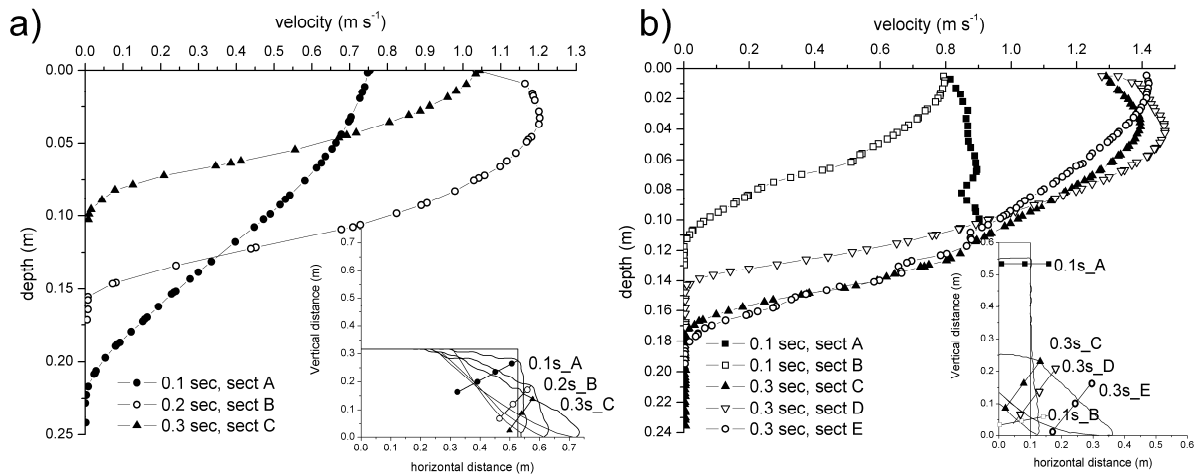 a)
velocity (m s⁻¹)
0.0 0.1 0.2 0.3 0.4 0.5 0.6 0.7 0.8 0.9 1.0 1.1 1.2 1.3
depth (m)
0.00
0.05
0.10
0.15
0.20
0.25
0.1 sec, sect A
0.2 sec, sect B
0.3 sec, sect C
Vertical distance (m)
0.7
0.6
0.5
0.4
0.3
0.2
0.1
0.0
0.1s_A
0.2s_B
0.3s_C
0.0 0.1 0.2 0.3 0.4 0.5 0.6 0.7
horizontal distance (m)
b)
velocity (m s⁻¹)
0.0 0.2 0.4 0.6 0.8 1.0 1.2 1.4
depth (m)
0.00
0.02
0.04
0.06
0.08
0.10
0.12
0.14
0.16
0.18
0.20
0.22
0.24
0.1 sec, sect A
0.1 sec, sect B
0.3 sec, sect C
0.3 sec, sect D
0.3 sec, sect E
Vertical distance (m)
0.6
0.5
0.4
0.3
0.2
0.1
0.0
0.1s_A
0.3s_C
0.3s_D
0.3s_E
0.1s_B
0.0 0.1 0.2 0.3 0.4 0.5 0.6
horizontal distance (m)